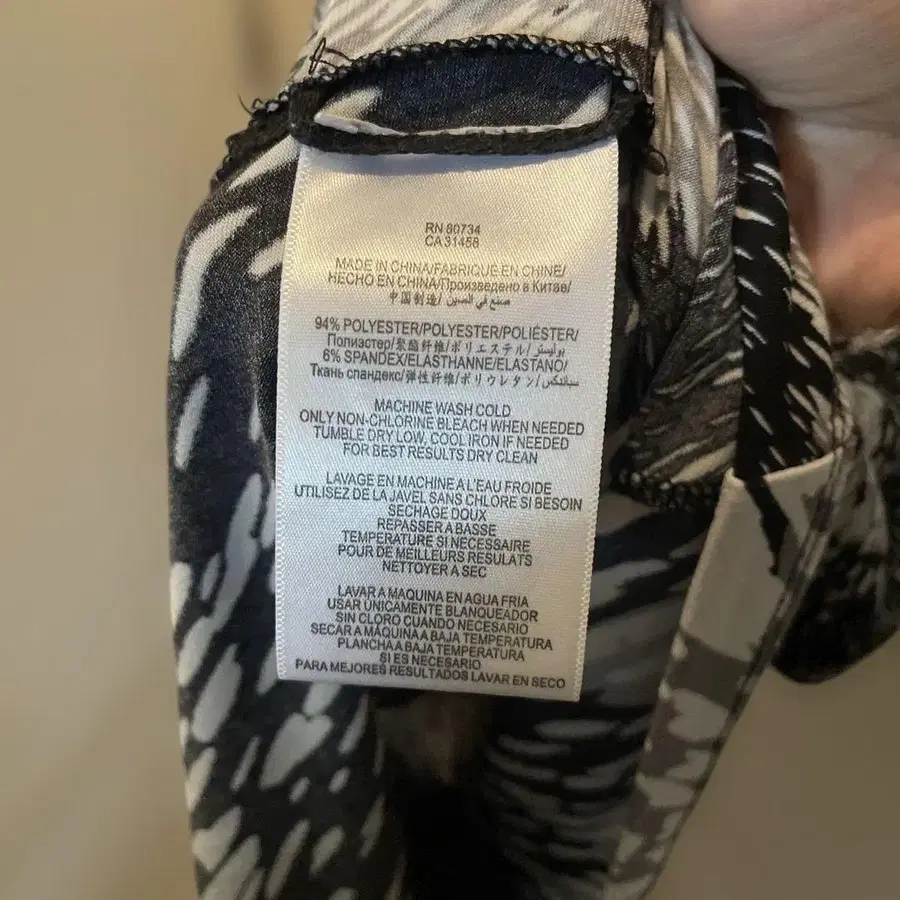 RN 80734
CA 31458
MADE IN CHINA/FABRIQUE EN CHINE/
HECHO EN CHINA/Произведено в Китае/
中国制造/ صنع في الصين/
94% POLYESTER/POLYESTER/POLIÉSTER/
Полиэстер/聚酯纤维/ポリエステル/بوليستر/
6% SPANDEX/ELASTHANNE/ELASTANO/
Ткань спандекс/弹性纤维/ポリウレタン/سباندكس/
MACHINE WASH COLD
ONLY NON-CHLORINE BLEACH WHEN NEEDED
TUMBLE DRY LOW, COOL IRON IF NEEDED
FOR BEST RESULTS DRY CLEAN
LAVAGE EN MACHINE A L'EAU FROIDE
UTILISEZ DE LA JAVEL SANS CHLORE SI BESOIN
SECHAGE DOUX
REPASSER A BASSE
TEMPERATURE SI NECESSAIRE
POUR DE MEILLEURS RESULATS
NETTOYER A SEC
LAVAR A MAQUINA EN AGUA FRIA
USAR ÚNICAMENTE BLANQUEADOR
SIN CLORO CUANDO NECESARIO
SECAR A MÁQUINA A BAJA TEMPERATURA
PLANCHA A BAJA TEMPERATURA
SI ES NECESARIO
PARA MEJORES RESULTADOS LAVAR EN SECO